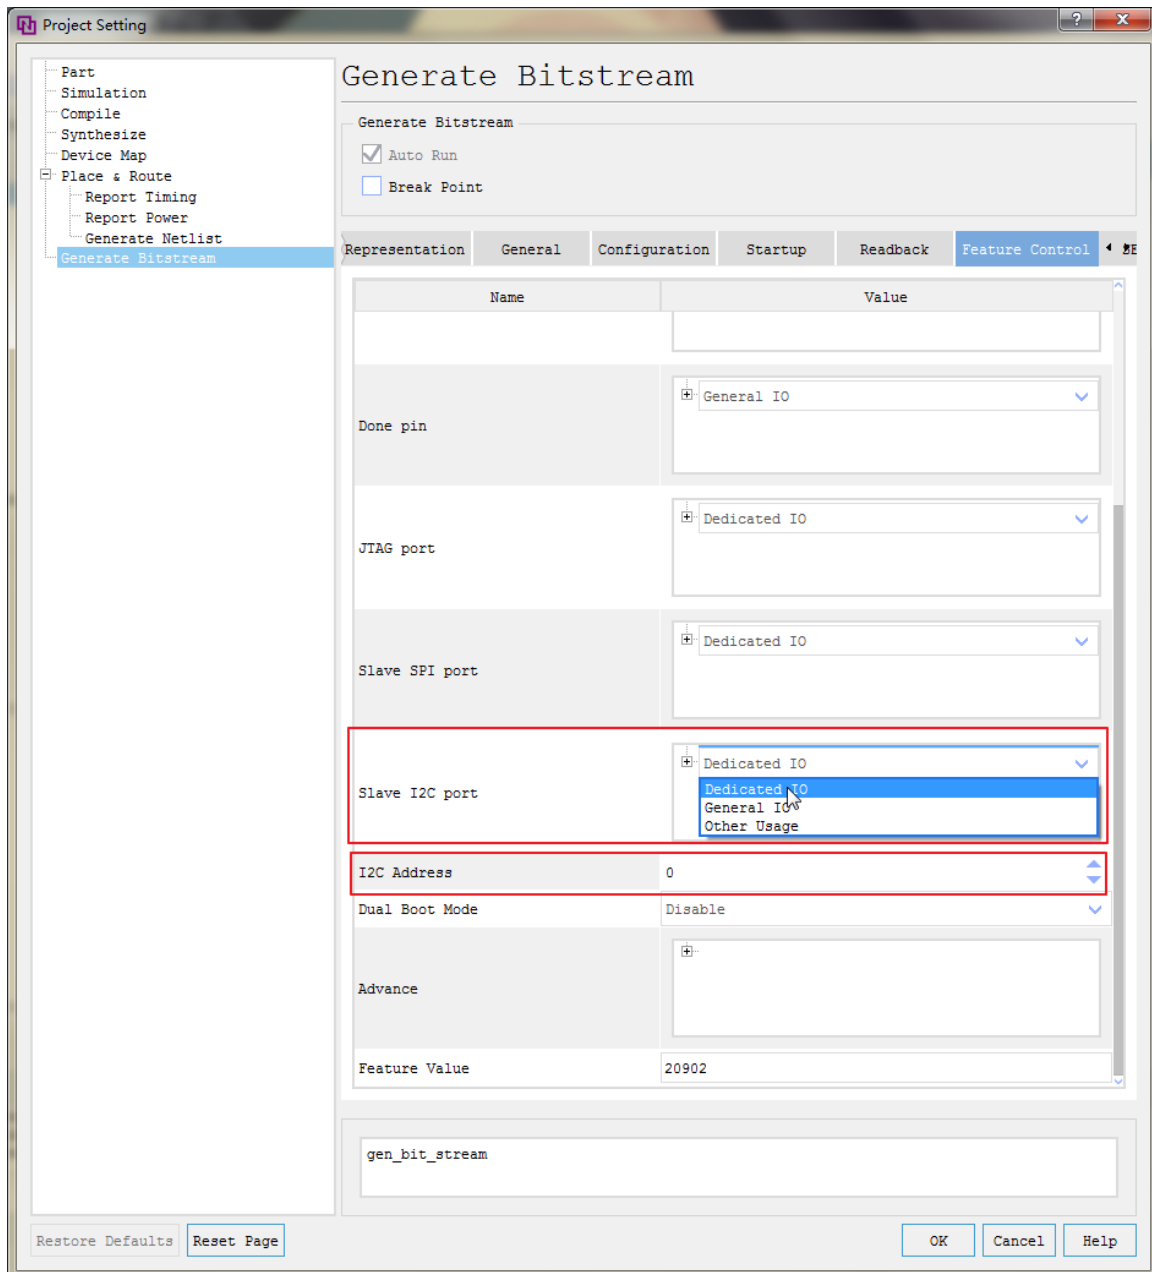 Project Setting
?
X
Part
Simulation
Compile
Synthesize
Device Map
Place & Route
Report Timing
Report Power
Generate Netlist
Generate Bitstream
Generate Bitstream
Generate Bitstream
Auto Run
Break Point
Representation General Configuration Startup Readback Feature Control
Name Value
Done pin General IO
JTAG port Dedicated IO
Slave SPI port Dedicated IO
Slave I2C port Dedicated IO
Dedicated IO
General IO
Other Usage
I2C Address 0
Dual Boot Mode Disable
Advance
Feature Value 20902
gen_bit_stream
Restore Defaults Reset Page OK Cancel Help